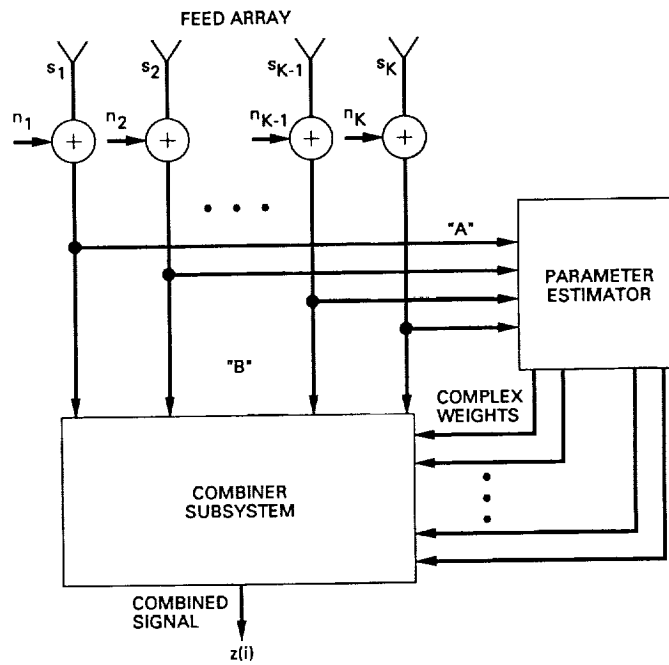 FEED ARRAY
s1 s2 sK-1 sK
n1 n2 nK-1 nK
+ + + +
"A"
PARAMETER
ESTIMATOR
"B"
COMPLEX
WEIGHTS
COMBINER
SUBSYSTEM
COMBINED
SIGNAL
z(i)